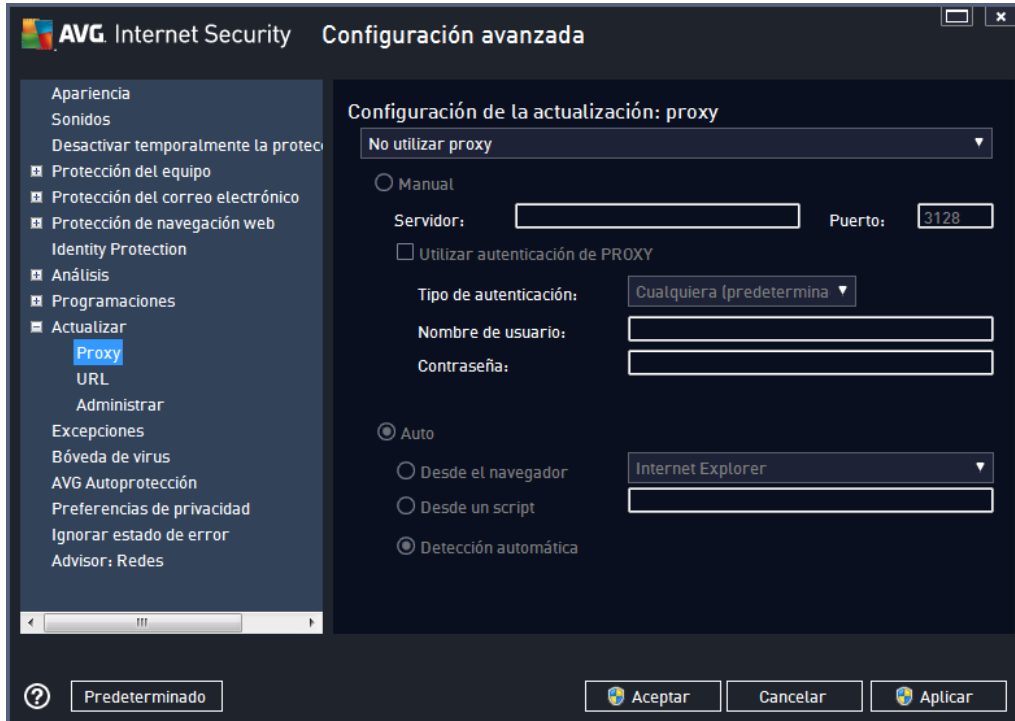 AVG. Internet Security Configuración avanzada
Apariencia
Sonidos
Desactivar temporalmente la protec
Protección del equipo
Protección del correo electrónico
Protección de navegación web
Identity Protection
Análisis
Programaciones
Actualizar
Proxy
URL
Administrar
Excepciones
Bóveda de virus
AVG Autoprotección
Preferencias de privacidad
Ignorar estado de error
Advisor: Redes
Configuración de la actualización: proxy
No utilizar proxy
Manual
Servidor: Puerto: 3128
Utilizar autenticación de PROXY
Tipo de autenticación: Cualquiera (predetermina
Nombre de usuario:
Contraseña:
Auto
Desde el navegador Internet Explorer
Desde un script
Detección automática
Predeterminado Aceptar Cancelar Aplicar